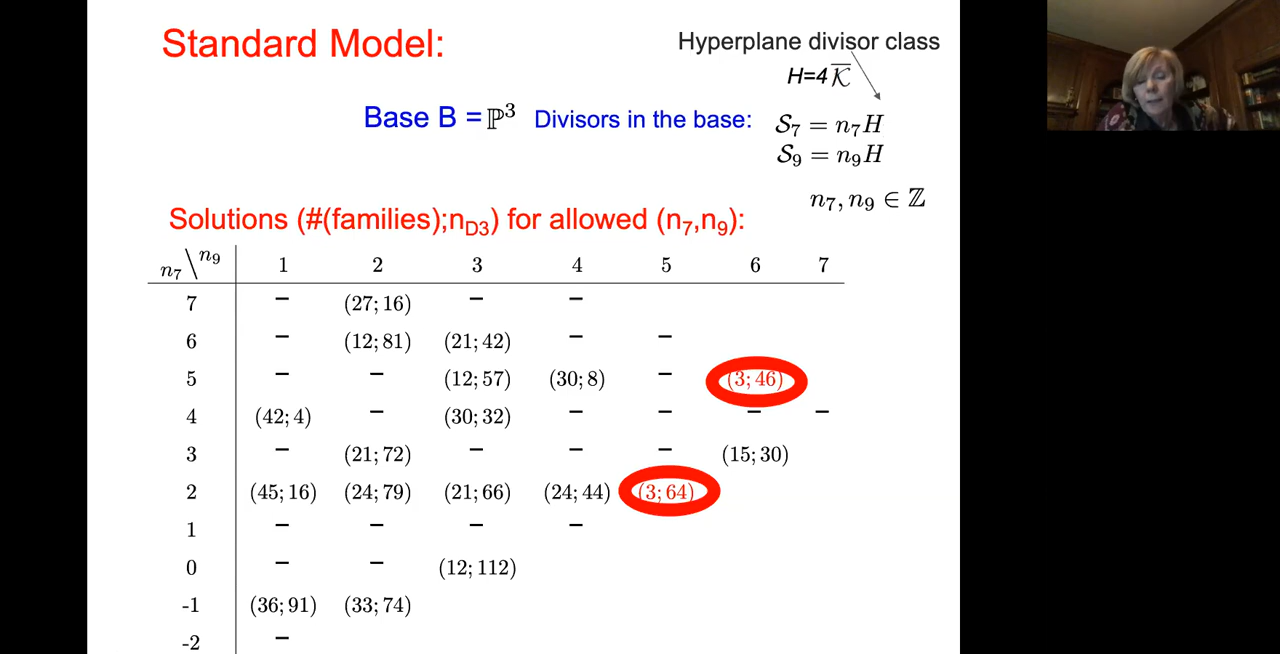 Standard Model:
Hyperplane divisor class
H=4 K̅
Base B = ℙ³ Divisors in the base: 𝒮₇ = n₇H
𝒮₉ = n₉H
n₇, n₉ ∈ ℤ
Solutions (#(families);n_D3) for allowed (n₇,n₉):
n₇ \ n₉ 1 2 3 4 5 6 7
7 – (27; 16) – –
6 – (12; 81) (21; 42) – –
5 – – (12; 57) (30; 8) – (3; 46)
4 (42; 4) – (30; 32) – – – –
3 – (21; 72) – – – (15; 30)
2 (45; 16) (24; 79) (21; 66) (24; 44) (3; 64)
1 – – – –
0 – – (12; 112)
-1 (36; 91) (33; 74)
-2 –